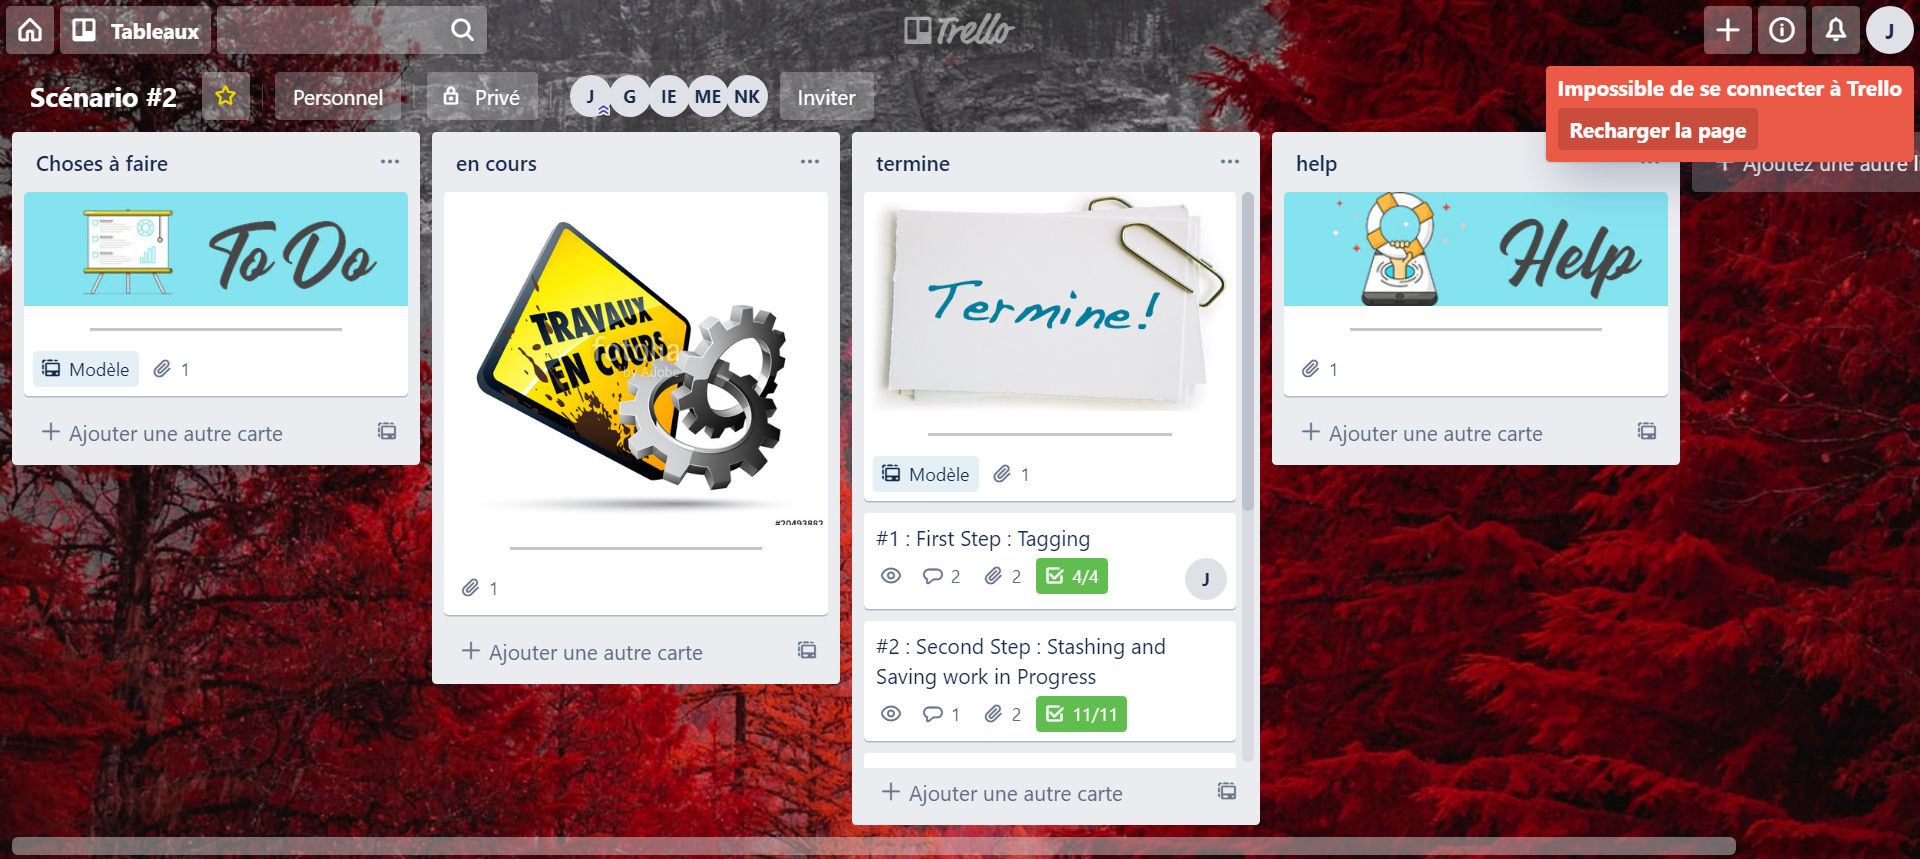 Tableaux
Trello
J
Scénario #2
Personnel
Privé
J G IE ME NK
Inviter
Impossible de se connecter à Trello
Recharger la page
Choses à faire
To Do
Modèle
1
Ajouter une autre carte
en cours
TRAVAUX
EN COURS
fotolia
by Adobe
#20493882
1
Ajouter une autre carte
termine
Termine!
Modèle
1
#1 : First Step : Tagging
2 2 4/4
J
#2 : Second Step : Stashing and
Saving work in Progress
1 2 11/11
Ajouter une autre carte
help
Help
1
Ajouter une autre carte
Ajoutez une autre